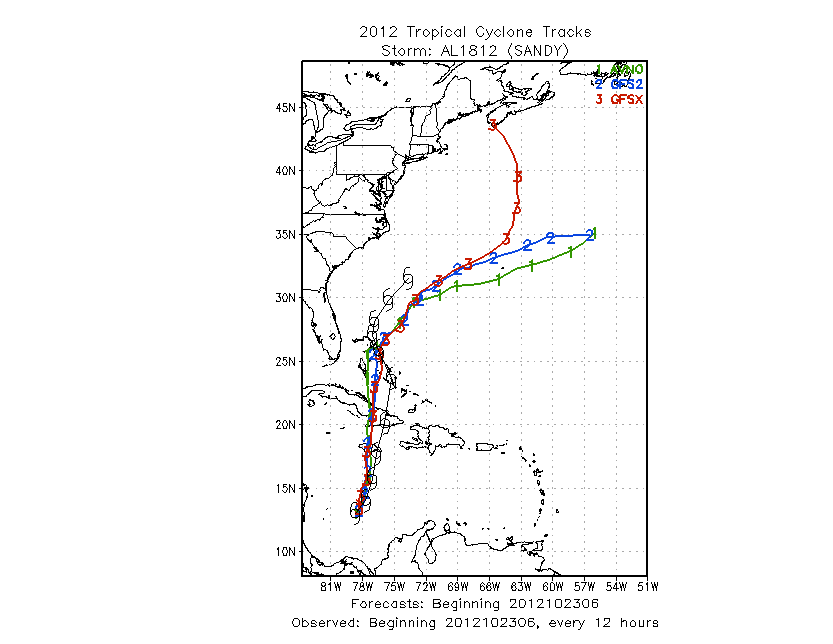 2012 Tropical Cyclone Tracks
Storm: AL1812 (SANDY)
1 AVNO
2 GFS2
3 GFSX
45N
40N
35N
30N
25N
20N
15N
10N
81W 78W 75W 72W 69W 66W 63W 60W 57W 54W 51W
Forecasts: Beginning 2012102306
Observed: Beginning 2012102306, every 12 hours